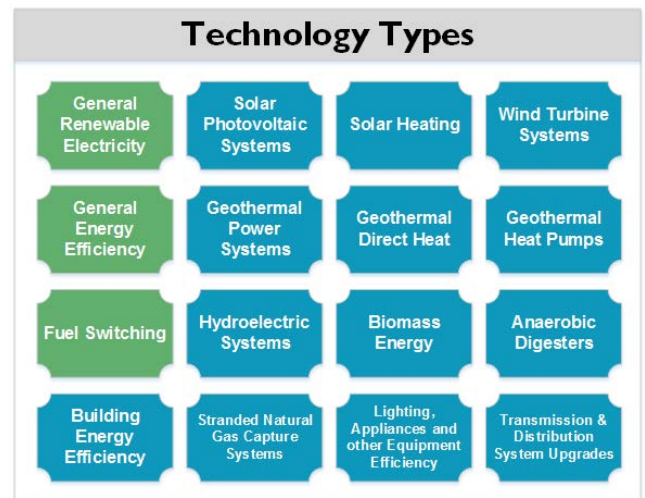 Technology Types
General
Renewable
Electricity
Solar
Photovoltaic
Systems
Solar Heating
Wind Turbine
Systems
General
Energy
Efficiency
Geothermal
Power
Systems
Geothermal
Direct Heat
Geothermal
Heat Pumps
Fuel Switching
Hydroelectric
Systems
Biomass
Energy
Anaerobic
Digesters
Building
Energy
Efficiency
Stranded Natural
Gas Capture
Systems
Lighting,
Appliances and
other Equipment
Efficiency
Transmission &
Distribution
System Upgrades